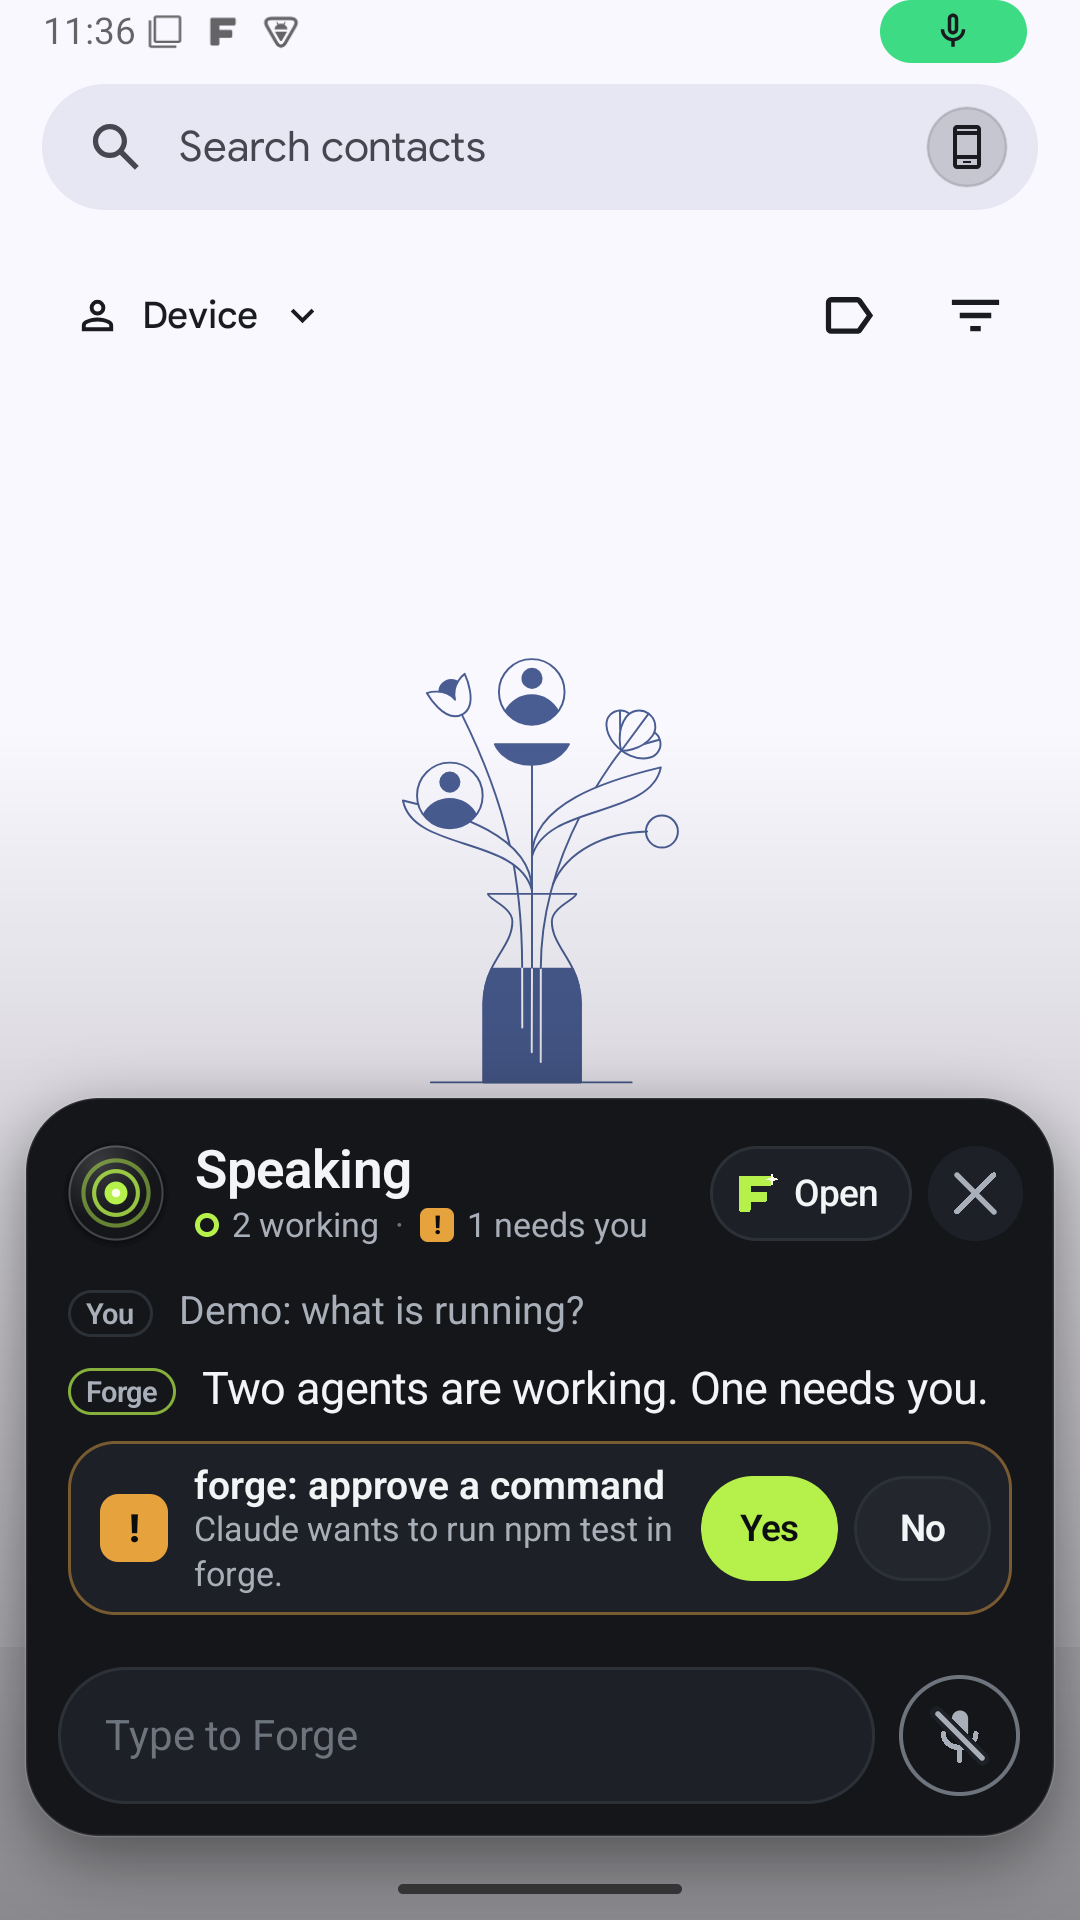 11:36
Search contacts
Device
Speaking
Open
2 working · ! 1 needs you
You Demo: what is running?
Forge Two agents are working. One needs you.
forge: approve a command
! Claude wants to run npm test in
forge.
Yes No
Type to Forge